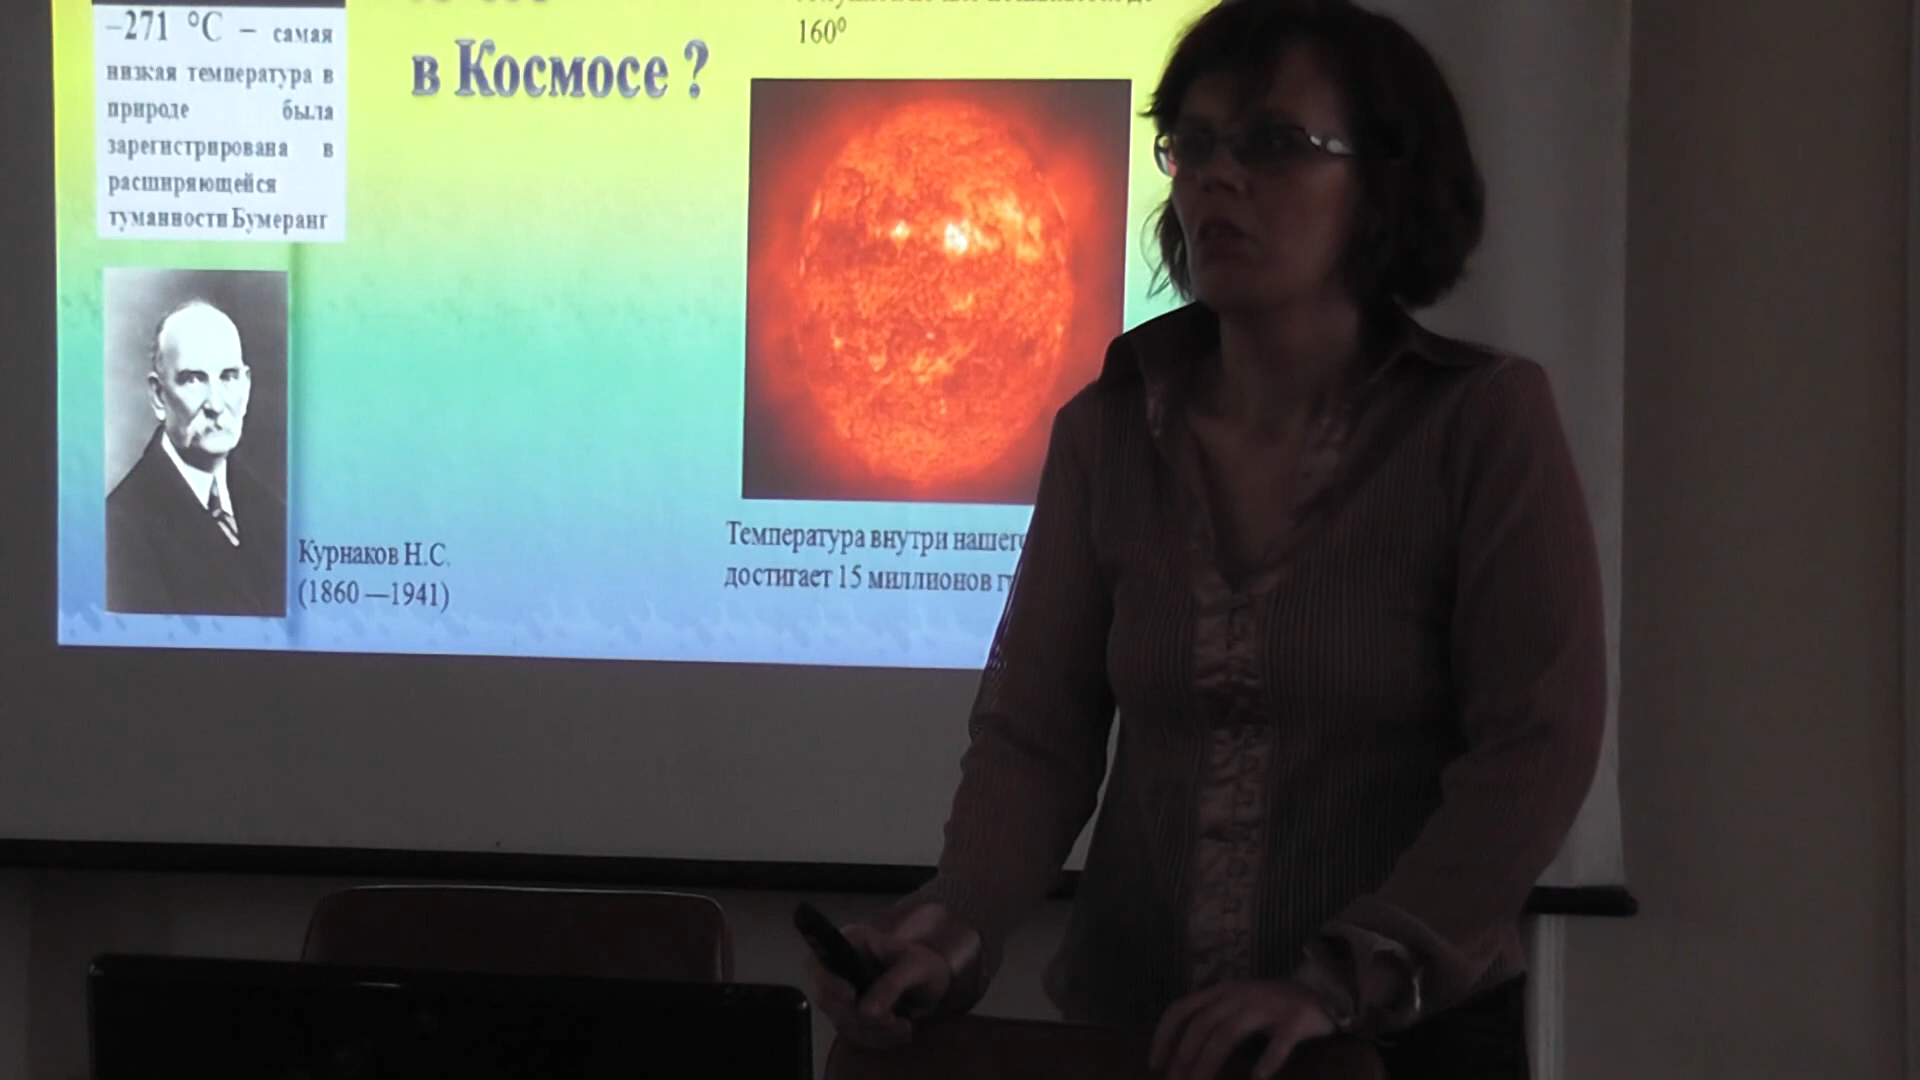 –271 °C – самая
низкая температура в
природе была
зарегистрирована в
расширяющейся
туманности Бумеранг
в Космосе ?
160⁰
Курнаков Н.С.
(1860 —1941)
Температура внутри нашего
достигает 15 миллионов